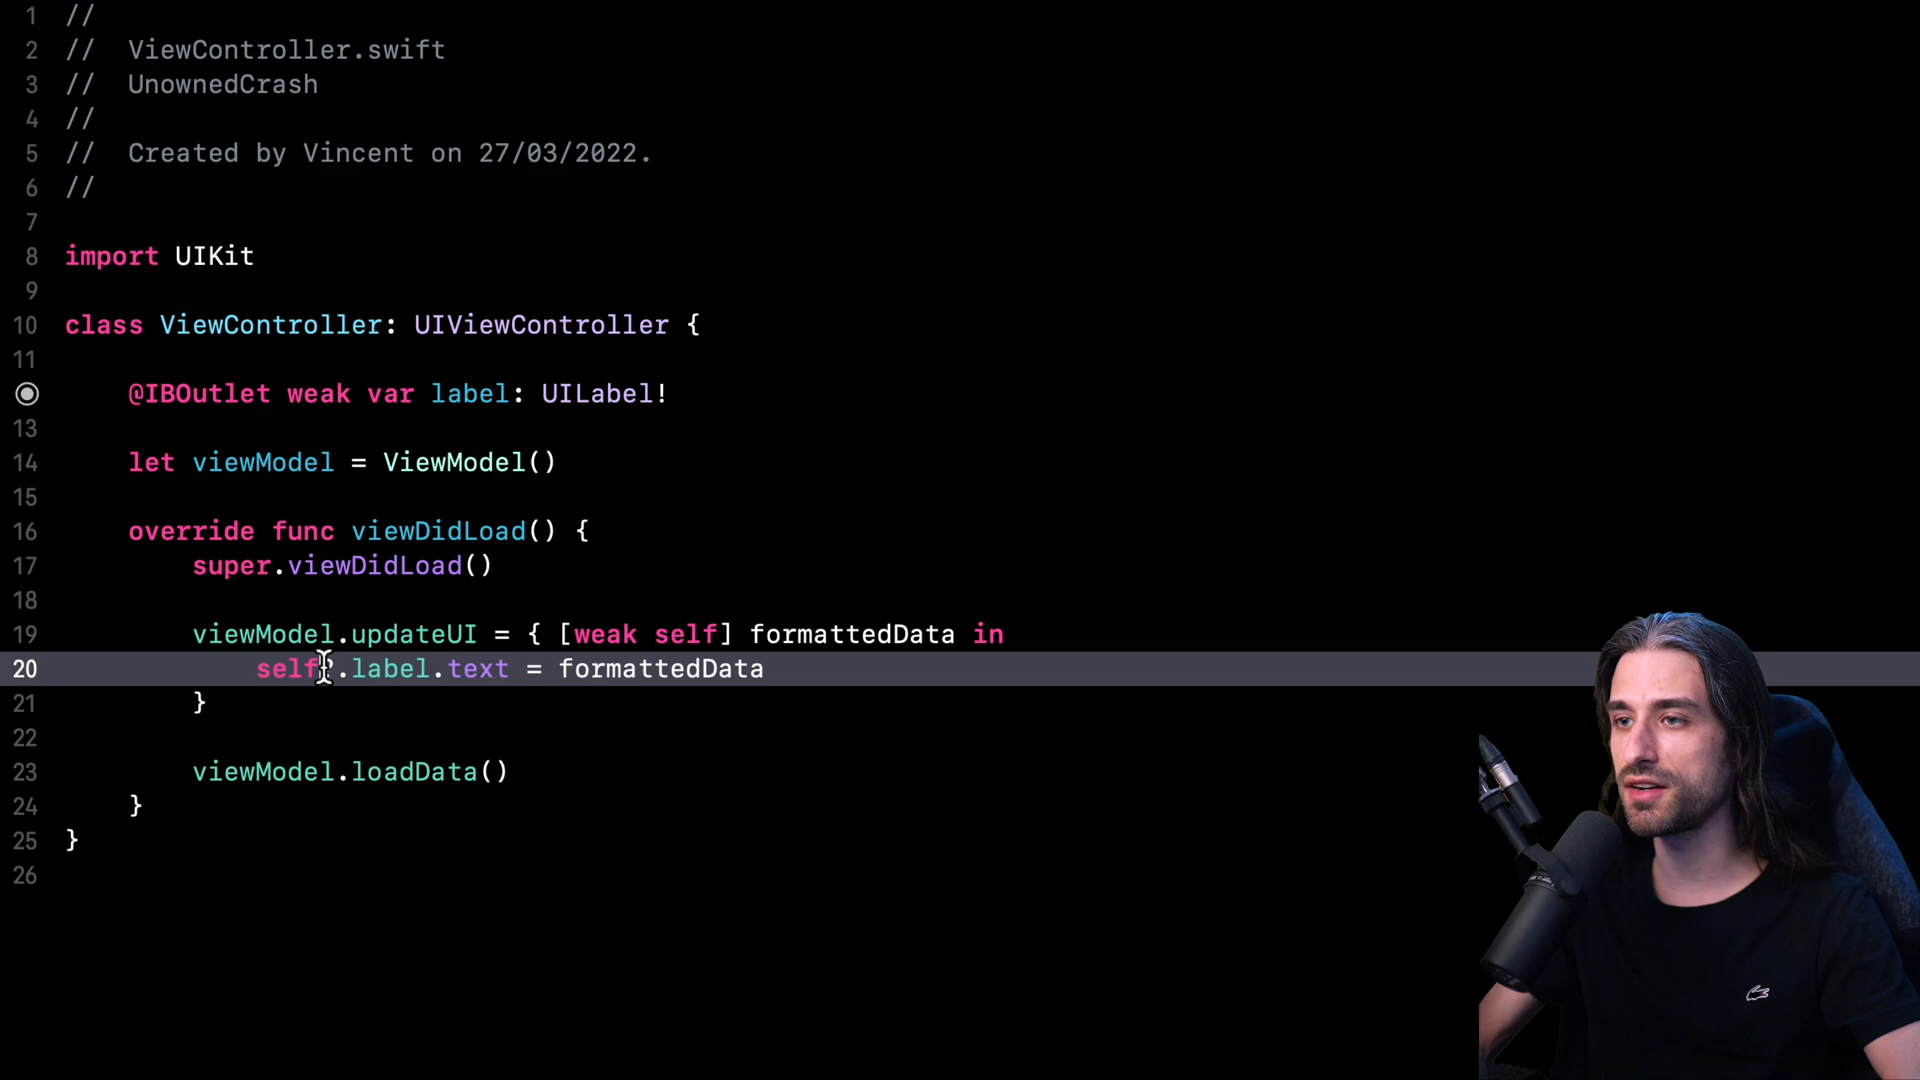 1 //
2 //  ViewController.swift
3 //  UnownedCrash
4 //
5 //  Created by Vincent on 27/03/2022.
6 //
7
8 import UIKit
9
10 class ViewController: UIViewController {
11
@IBOutlet weak var label: UILabel!
13
14 let viewModel = ViewModel()
15
16 override func viewDidLoad() {
17 super.viewDidLoad()
18
19 viewModel.updateUI = { [weak self] formattedData in
20 self?.label.text = formattedData
21 }
22
23 viewModel.loadData()
24 }
25 }
26